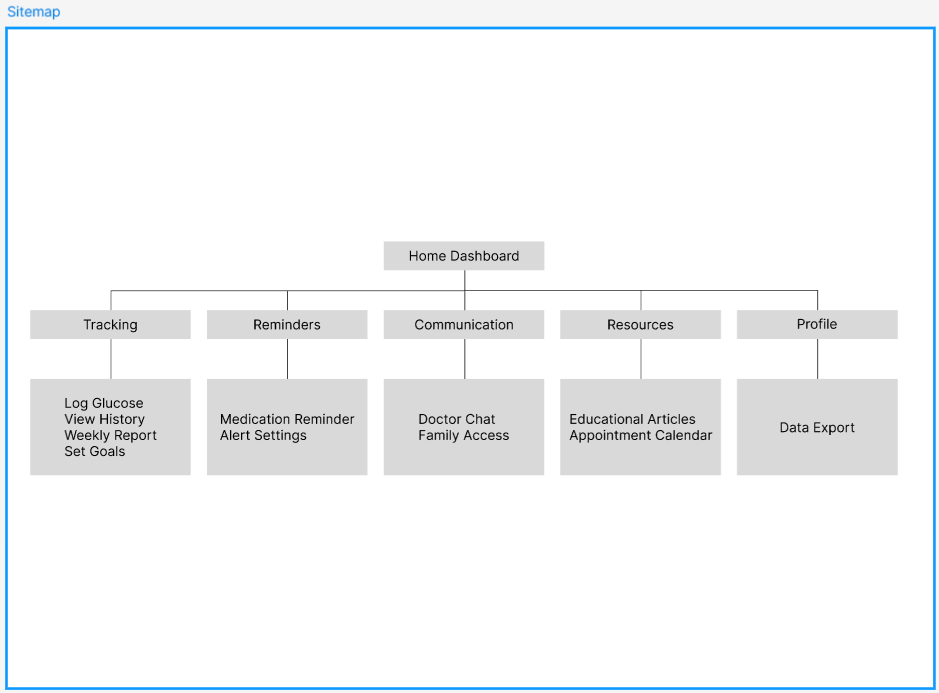 Sitemap
Home Dashboard
Tracking
Reminders
Communication
Resources
Profile
Log Glucose
View History
Weekly Report
Set Goals
Medication Reminder
Alert Settings
Doctor Chat
Family Access
Educational Articles
Appointment Calendar
Data Export